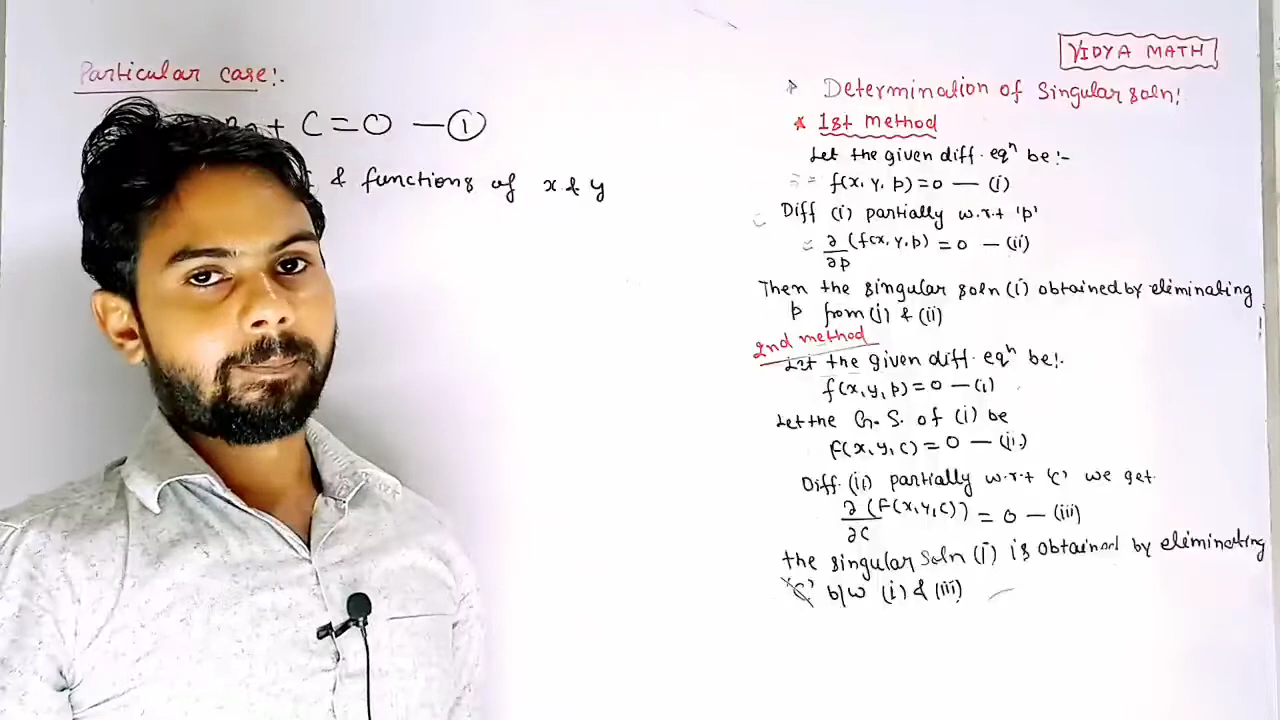 Particular case:-
+ C = 0 — ①
& functions of x & y
VIDYA MATH
Determination of Singular soln:
* 1st method
Let the given diff. eqⁿ be:-
f(x, y, p) = 0 — (i)
Diff (i) partially w.r.t 'p'
∂/∂p (f(x, y, p) = 0 — (ii)
Then the singular soln (i) obtained by eliminating
p from (i) & (ii)
2nd method
Let the given diff. eqⁿ be:-
f(x, y, p) = 0 — (i)
Let the G. S. of (i) be
F(x, y, c) = 0 — (ii)
Diff. (ii) partially w.r.t 'c' we get
∂/∂c (F(x, y, c)) = 0 — (iii)
the singular soln (i) is obtained by eliminating
'c' b/w (i) & (iii)